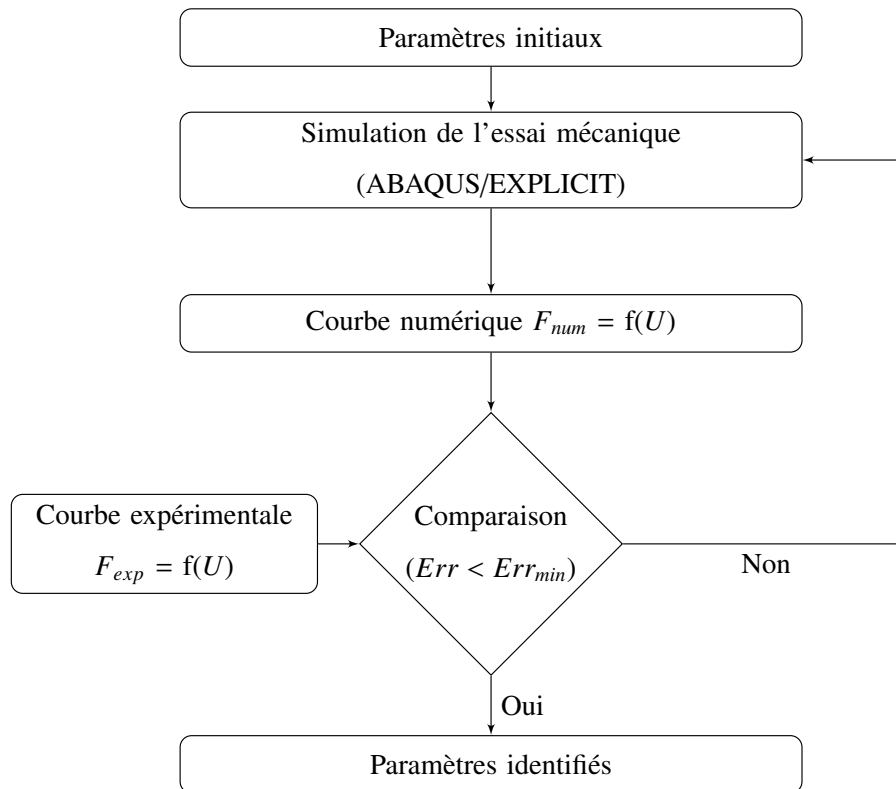 Paramètres initiaux
Simulation de l'essai mécanique
(ABAQUS/EXPLICIT)
Courbe numérique F_num = f(U)
Courbe expérimentale
F_exp = f(U)
Comparaison
(Err < Err_min)
Non
Oui
Paramètres identifiés